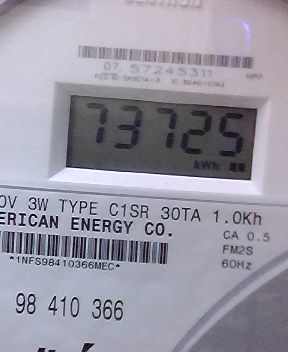 07. 57245311
73725
kWh
0V 3W TYPE C1SR 30TA 1.0Kh
ERICAN ENERGY CO.
CA 0.5
FM2S
60Hz
*1NFS98410366MEC*
98 410 366